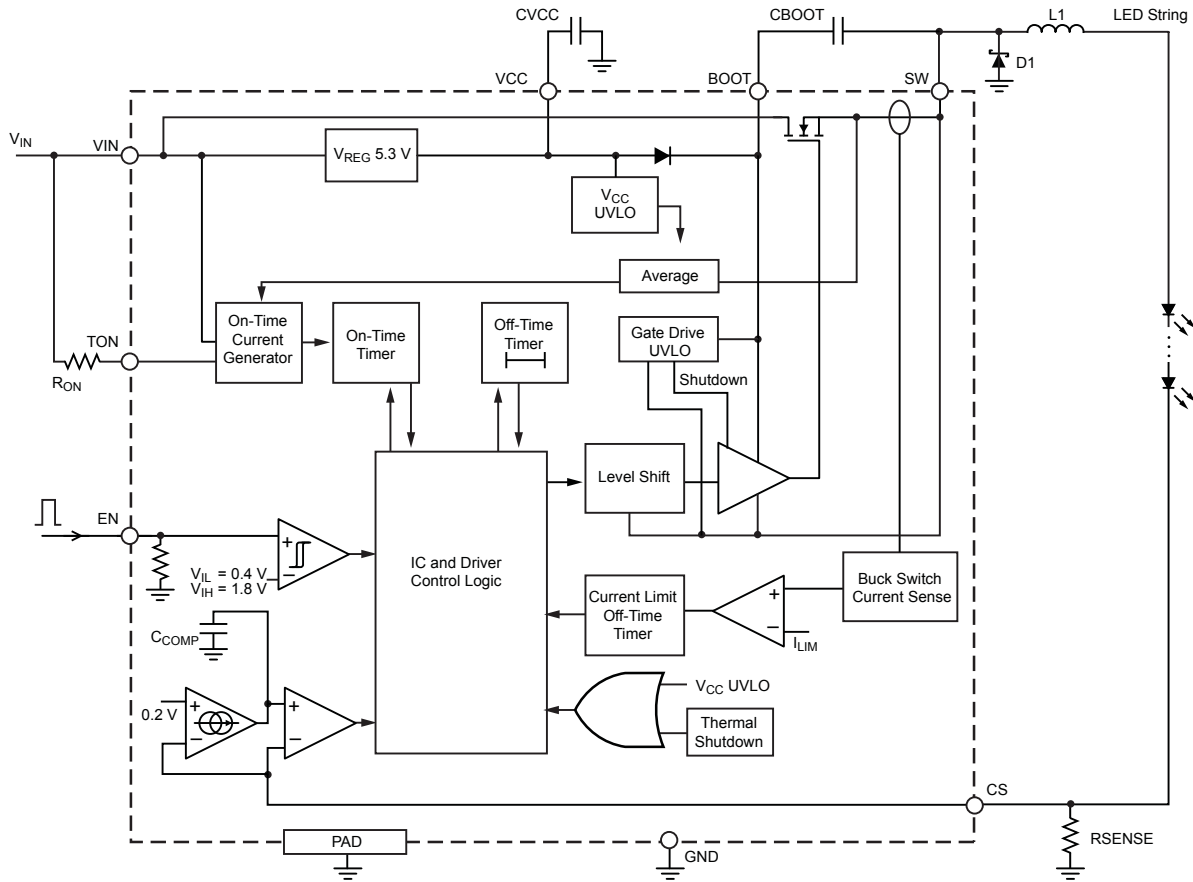 CVCC
CBOOT
L1
LED String
D1
VCC
BOOT
SW
VIN
VIN
VREG 5.3 V
VCC
UVLO
Average
On-Time
Current
Generator
On-Time
Timer
Off-Time
Timer
Gate Drive
UVLO
Shutdown
TON
RON
Level Shift
EN
VIL = 0.4 V
VIH = 1.8 V
+
–
IC and Driver
Control Logic
Current Limit
Off-Time
Timer
+
–
ILIM
Buck Switch
Current Sense
CCOMP
0.2 V
+
–
+
–
VCC UVLO
Thermal
Shutdown
CS
RSENSE
PAD
GND